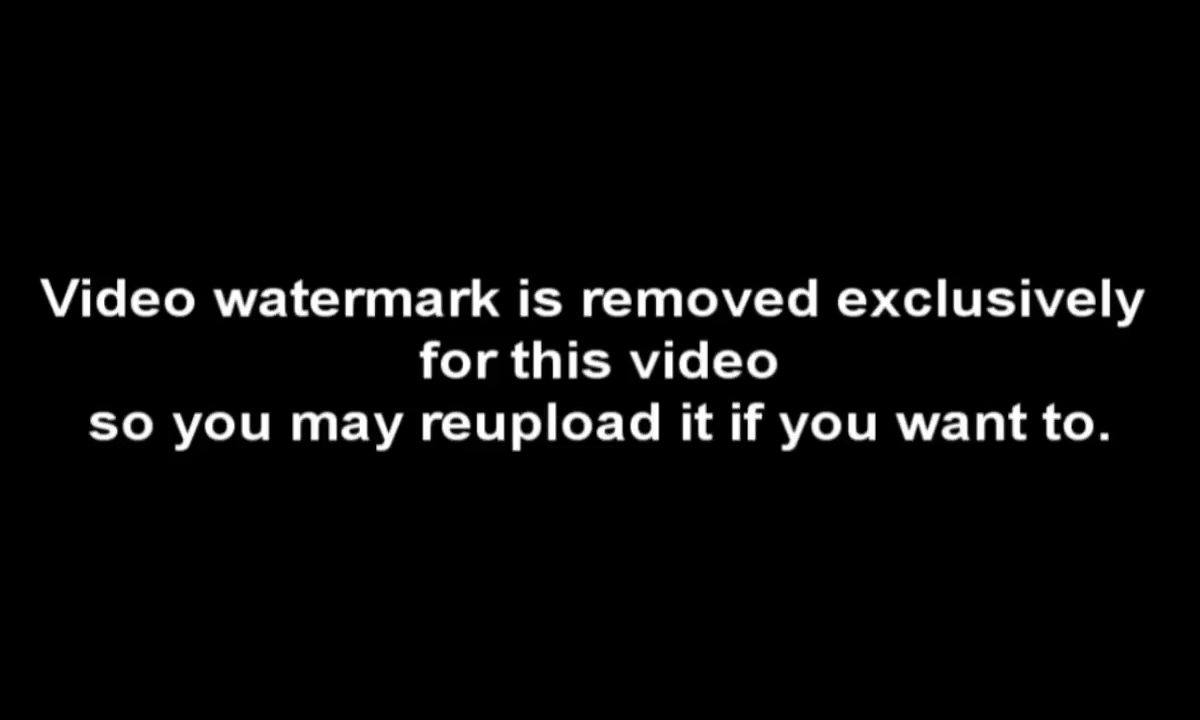 Video watermark is removed exclusively
for this video
so you may reupload it if you want to.